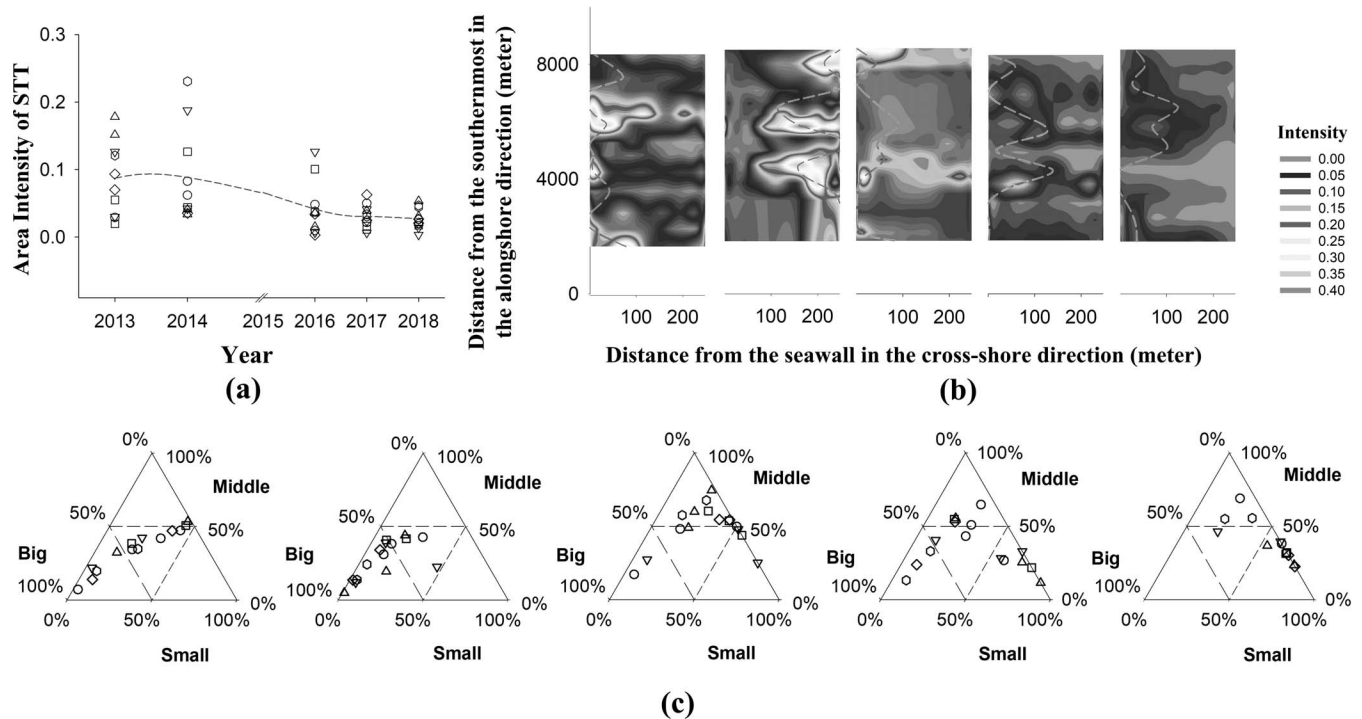 0.3
0.2
0.1
0.0
Area Intensity of STT
2013 2014 2015 2016 2017 2018
Year
(a)
Distance from the southernmost in
the alongshore direction (meter)
8000
4000
0
100 200 100 200 100 200 100 200 100 200
Distance from the seawall in the cross-shore direction (meter)
(b)
Intensity
0.00
0.05
0.10
0.15
0.20
0.25
0.30
0.35
0.40
0% 100% Middle
50% 50%
Big
100% 0%
0% 50% 100%
Small
0% 100% Middle
50% 50%
Big
100% 0%
0% 50% 100%
Small
0% 100% Middle
50% 50%
Big
100% 0%
0% 50% 100%
Small
0% 100% Middle
50% 50%
Big
100% 0%
0% 50% 100%
Small
0% 100% Middle
50% 50%
Big
100% 0%
0% 50% 100%
Small
(c)